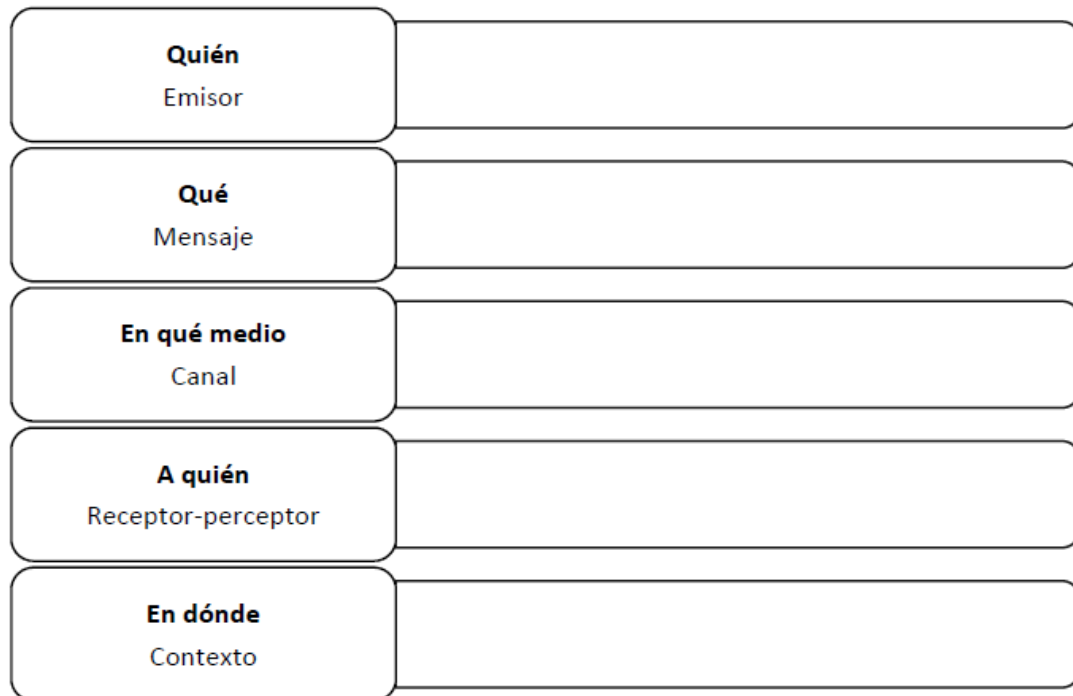 Quién
Emisor
Qué
Mensaje
En qué medio
Canal
A quién
Receptor-perceptor
En dónde
Contexto